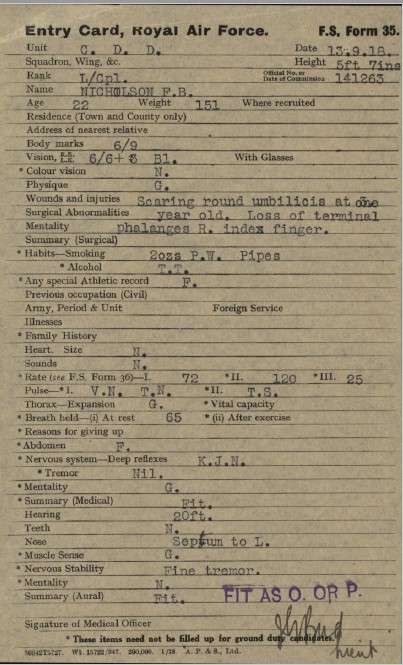 Entry Card, Royal Air Force. F.S. Form 35.
Unit C. D. D. Date 13.9.18.
Squadron, Wing, &c. Height 5ft 7ins
Rank L/Cpl. Official No. or Date of Commission 141263
Name NICHOLSON F.B.
Age 22 Weight 151 Where recruited
Residence (Town and County only)
Address of nearest relative
Body marks 6/9
Vision, 6/6+ 3 Bl. With Glasses
* Colour vision N.
Physique G.
Wounds and injuries Scaring round umbilicis at one
Surgical Abnormalities year old. Loss of terminal
Mentality phalanges R. index finger.
Summary (Surgical)
* Habits—Smoking 2ozs P.W. Pipes
* Alcohol T.T.
* Any special Athletic record F.
Previous occupation (Civil)
Army, Period & Unit Foreign Service
Illnesses
* Family History
Heart. Size N.
Sounds N.
* Rate (see F.S. Form 36)—I. 72 *II. 120 *III. 25
Pulse—*I. V.N. T.N. *II. T.S.
Thorax—Expansion G. * Vital capacity
* Breath held—(i) At rest 65 * (ii) After exercise
* Reasons for giving up
* Abdomen F.
* Nervous system—Deep reflexes K.J.N.
* Tremor Nil.
* Mentality G.
* Summary (Medical) Fit.
Hearing 20ft.
Teeth N.
Nose Septum to L.
* Muscle Sense G.
* Nervous Stability Fine tremor.
* Mentality N.
Summary (Aural) Fit. FIT AS O. OR P.
Signature of Medical Officer
* These items need not be filled up for ground duty candidates.
Wt. 15722/247. 200,000. 1/18. A. P. & S., Ltd.